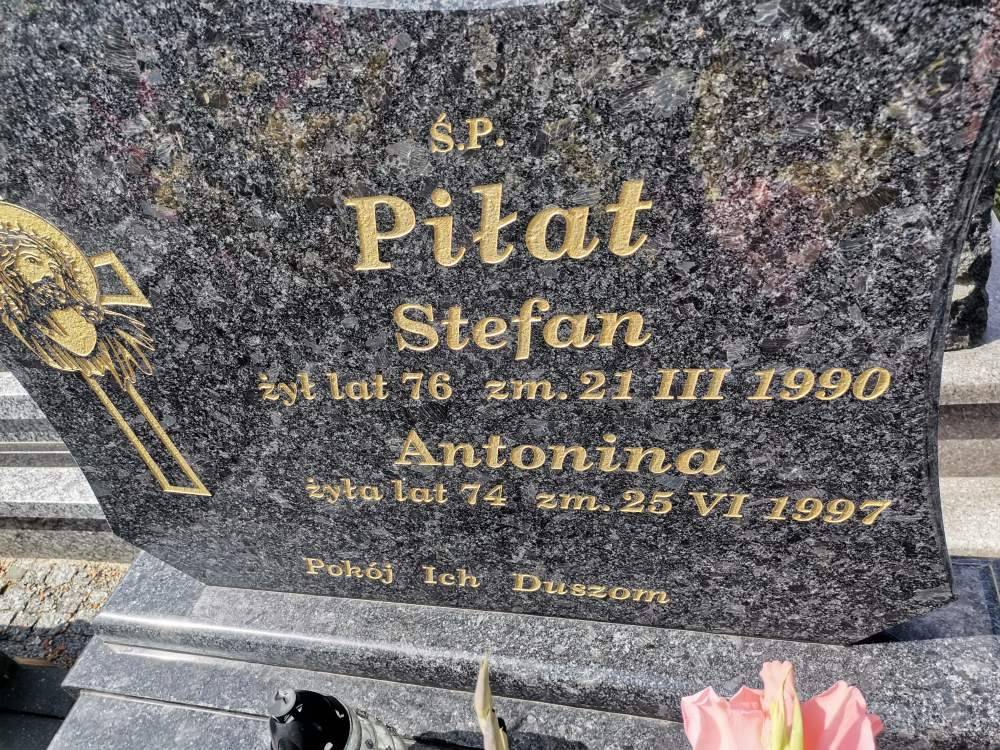 Ś.P.
Piłat
Stefan
żył lat 76 zm. 21 III 1990
Antonina
żyła lat 74 zm. 25 VI 1997
Pokój Ich Duszom